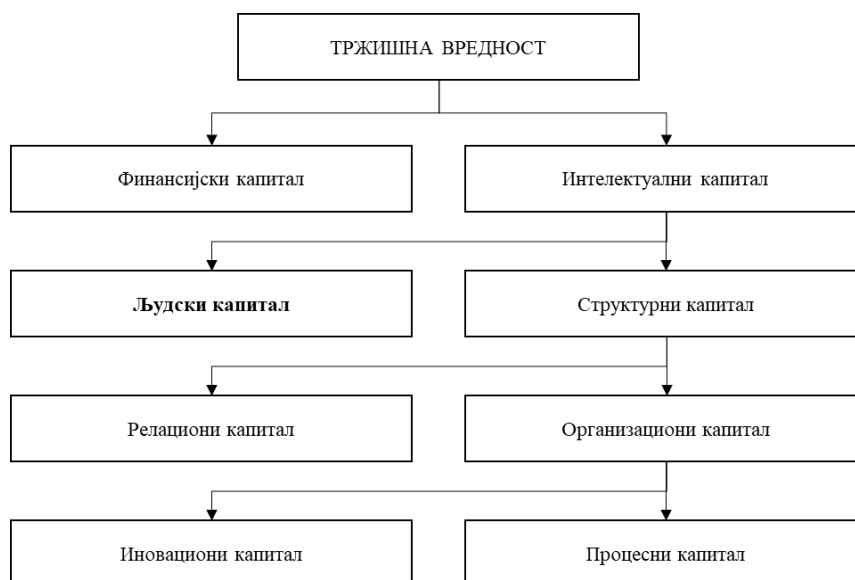 ТРЖИШНА ВРЕДНОСТ
Финансијски капитал
Интелектуални капитал
Људски капитал
Структурни капитал
Релациони капитал
Организациони капитал
Иновациони капитал
Процесни капитал